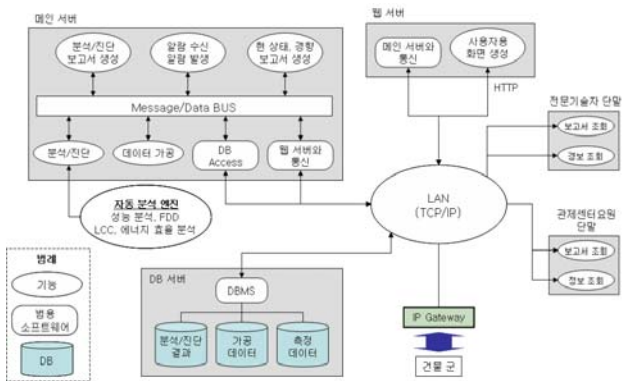 메인 서버
분석/진단
보고서 생성
알람 수신
알람 발생
현 상태, 경향
보고서 생성
Message/Data BUS
분석/진단
데이터 가공
DB
Access
웹 서버와
통신
자동 분석 엔진
성능 분석, FDD
LCC, 에너지 효율 분석
웹 서버
메인 서버와
통신
사용자용
화면 생성
HTTP
LAN
(TCP/IP)
전문기술자 단말
보고서 조회
경보 조회
관제센터요원
단말
보고서 조회
정보 조회
범례
기능
범용
소프트웨어
DB
DB 서버
DBMS
분석/진단
결과
가공
데이터
측정
데이터
IP Gateway
건물 군